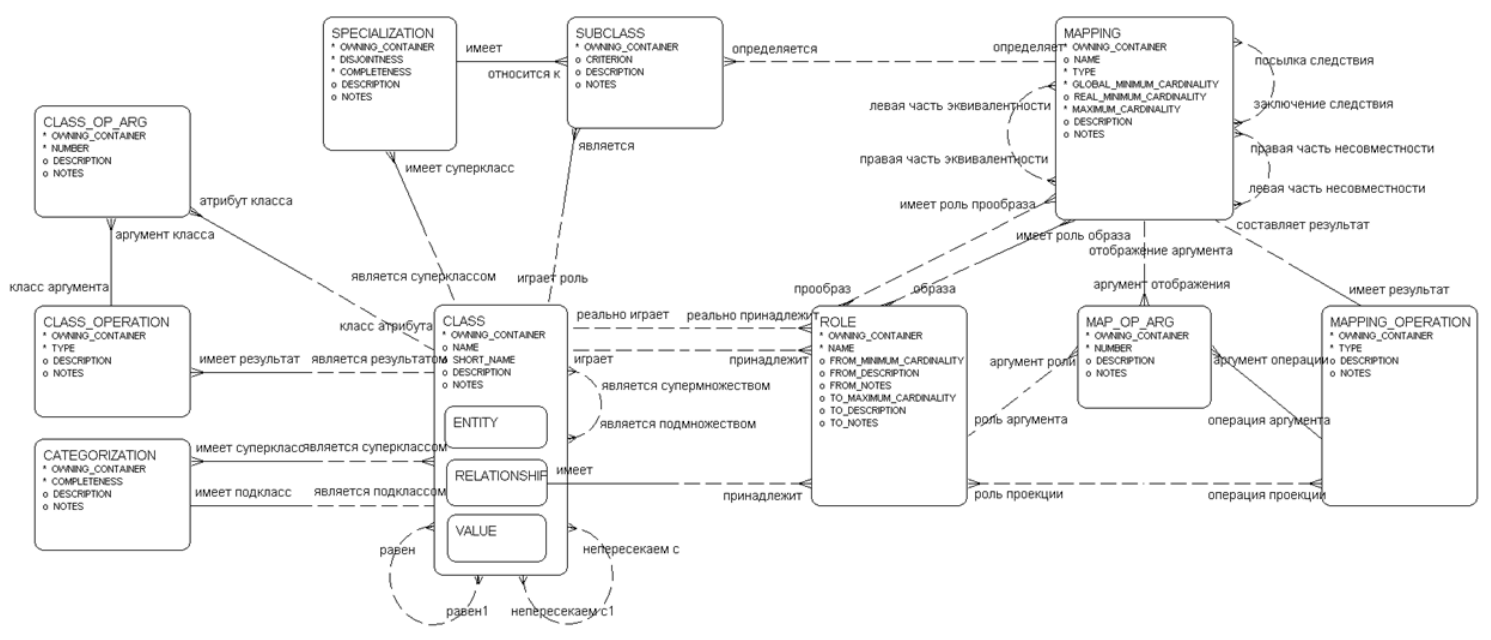 SPECIALIZATION
* OWNING_CONTAINER
* DISJOINTNESS
* COMPLETENESS
o DESCRIPTION
o NOTES
имеет
относится к
SUBCLASS
* OWNING_CONTAINER
o CRITERION
o DESCRIPTION
o NOTES
определяется
определяет
MAPPING
* OWNING_CONTAINER
o NAME
* TYPE
* GLOBAL_MINIMUM_CARDINALITY
o REAL_MINIMUM_CARDINALITY
* MAXIMUM_CARDINALITY
o DESCRIPTION
o NOTES
посылка следствия
заключение следствия
левая часть эквивалентности
правая часть эквивалентности
правая часть несовместности
левая часть несовместности
CLASS_OP_ARG
* OWNING_CONTAINER
* NUMBER
o DESCRIPTION
o NOTES
имеет суперкласс
является
атрибут класса
аргумент класса
имеет роль прообраза
имеет роль образа
составляет результат
отображение аргумента
является суперклассом
играет роль
класс аргумента
прообраз
образа
аргумент отображения
имеет результат
CLASS_OPERATION
* OWNING_CONTAINER
* TYPE
o DESCRIPTION
o NOTES
имеет результат
является результатом
класс атрибута
CLASS
* OWNING_CONTAINER
o NAME
* SHORT_NAME
o DESCRIPTION
o NOTES
ENTITY
RELATIONSHIP
VALUE
реально играет
реально принадлежит
играет
принадлежит
является супермножеством
является подмножеством
имеет
принадлежит
ROLE
* OWNING_CONTAINER
* NAME
o FROM_MINIMUM_CARDINALITY
o FROM_DESCRIPTION
o FROM_NOTES
o TO_MAXIMUM_CARDINALITY
o TO_DESCRIPTION
o TO_NOTES
MAP_OP_ARG
* OWNING_CONTAINER
* NUMBER
o DESCRIPTION
o NOTES
аргумент роли
роль аргумента
аргумент операции
операция аргумента
MAPPING_OPERATION
* OWNING_CONTAINER
* TYPE
o DESCRIPTION
o NOTES
роль проекции
операция проекции
CATEGORIZATION
* OWNING_CONTAINER
* COMPLETENESS
o DESCRIPTION
o NOTES
имеет суперкласс
является суперклассом
имеет подкласс
является подклассом
равен
непересекаем с
равен1
непересекаем с1